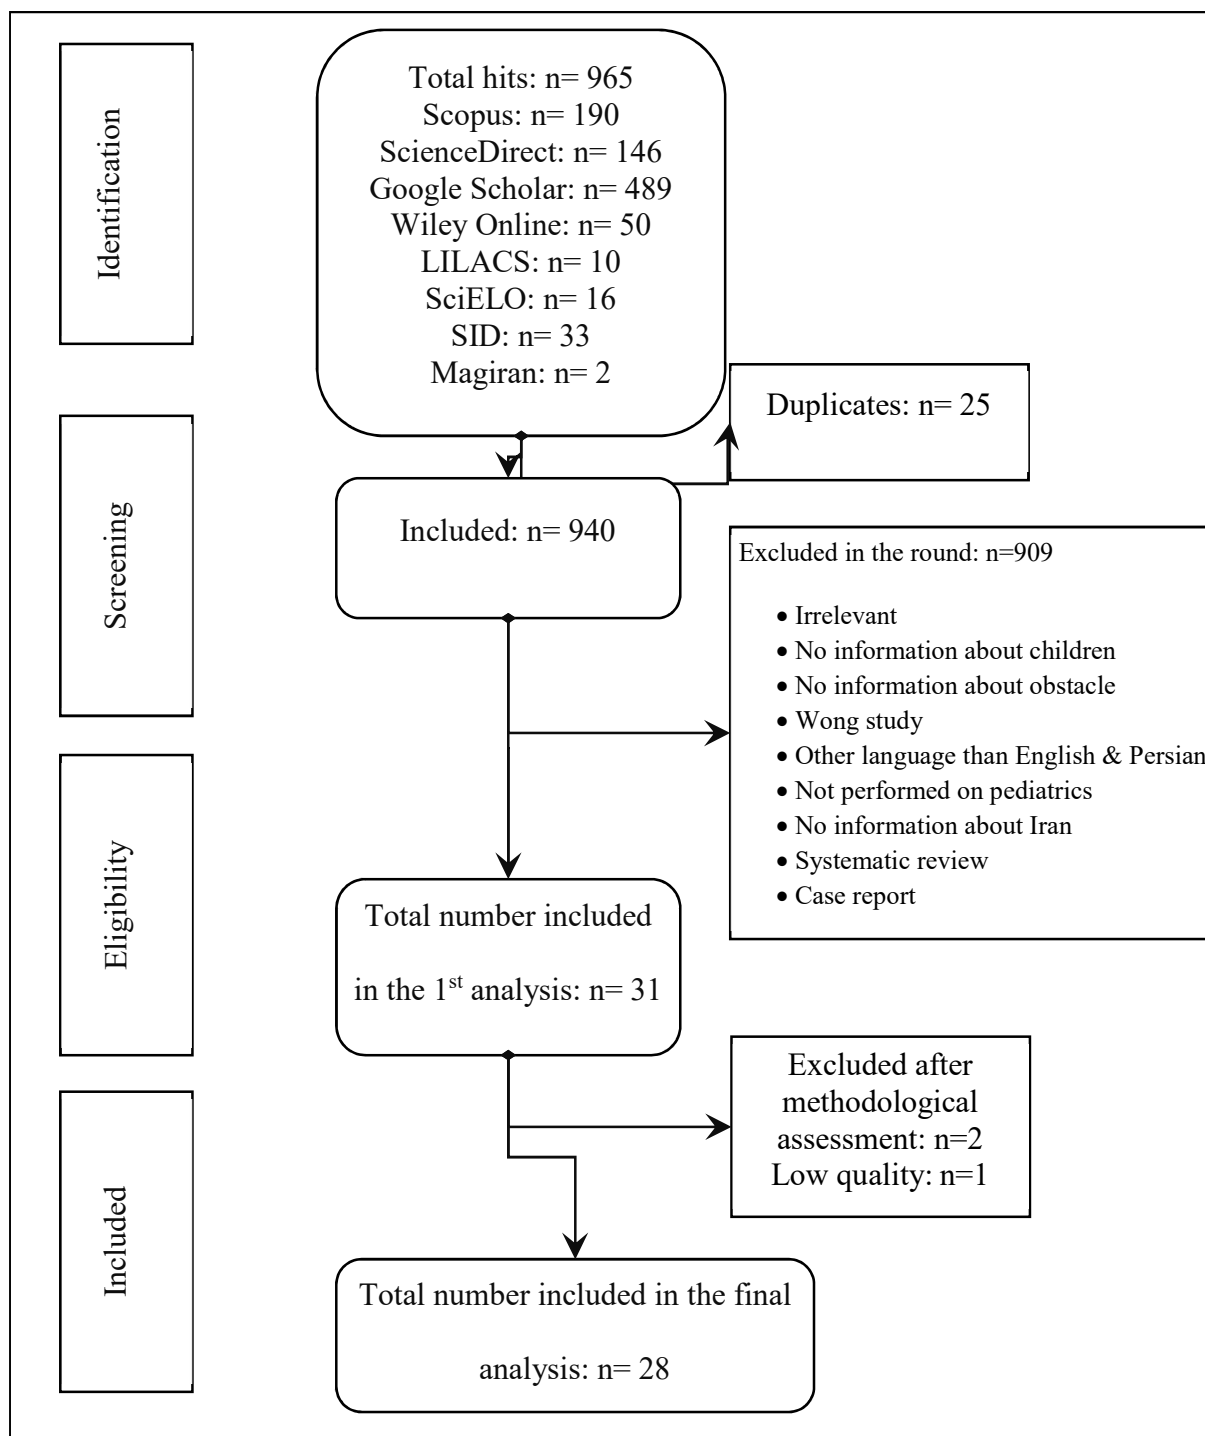 Identification
Total hits: n= 965
Scopus: n= 190
ScienceDirect: n= 146
Google Scholar: n= 489
Wiley Online: n= 50
LILACS: n= 10
SciELO: n= 16
SID: n= 33
Magiran: n= 2
Duplicates: n= 25
Screening
Included: n= 940
Excluded in the round: n=909
• Irrelevant
• No information about children
• No information about obstacle
• Wong study
• Other language than English & Persian
• Not performed on pediatrics
• No information about Iran
• Systematic review
• Case report
Eligibility
Total number included
in the 1st analysis: n= 31
Excluded after
methodological
assessment: n=2
Low quality: n=1
Included
Total number included in the final
analysis: n= 28